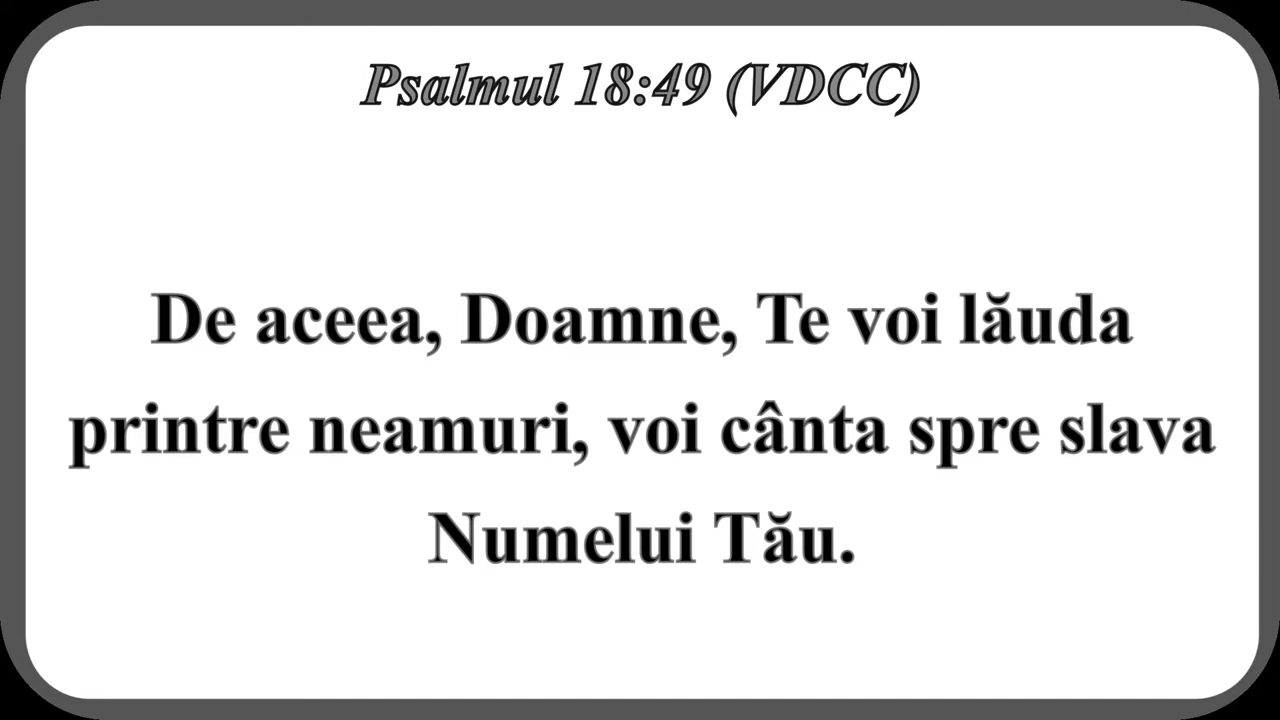 Psalmul 18:49 (VDCC)
De aceea, Doamne, Te voi lăuda
printre neamuri, voi cânta spre slava
Numelui Tău.